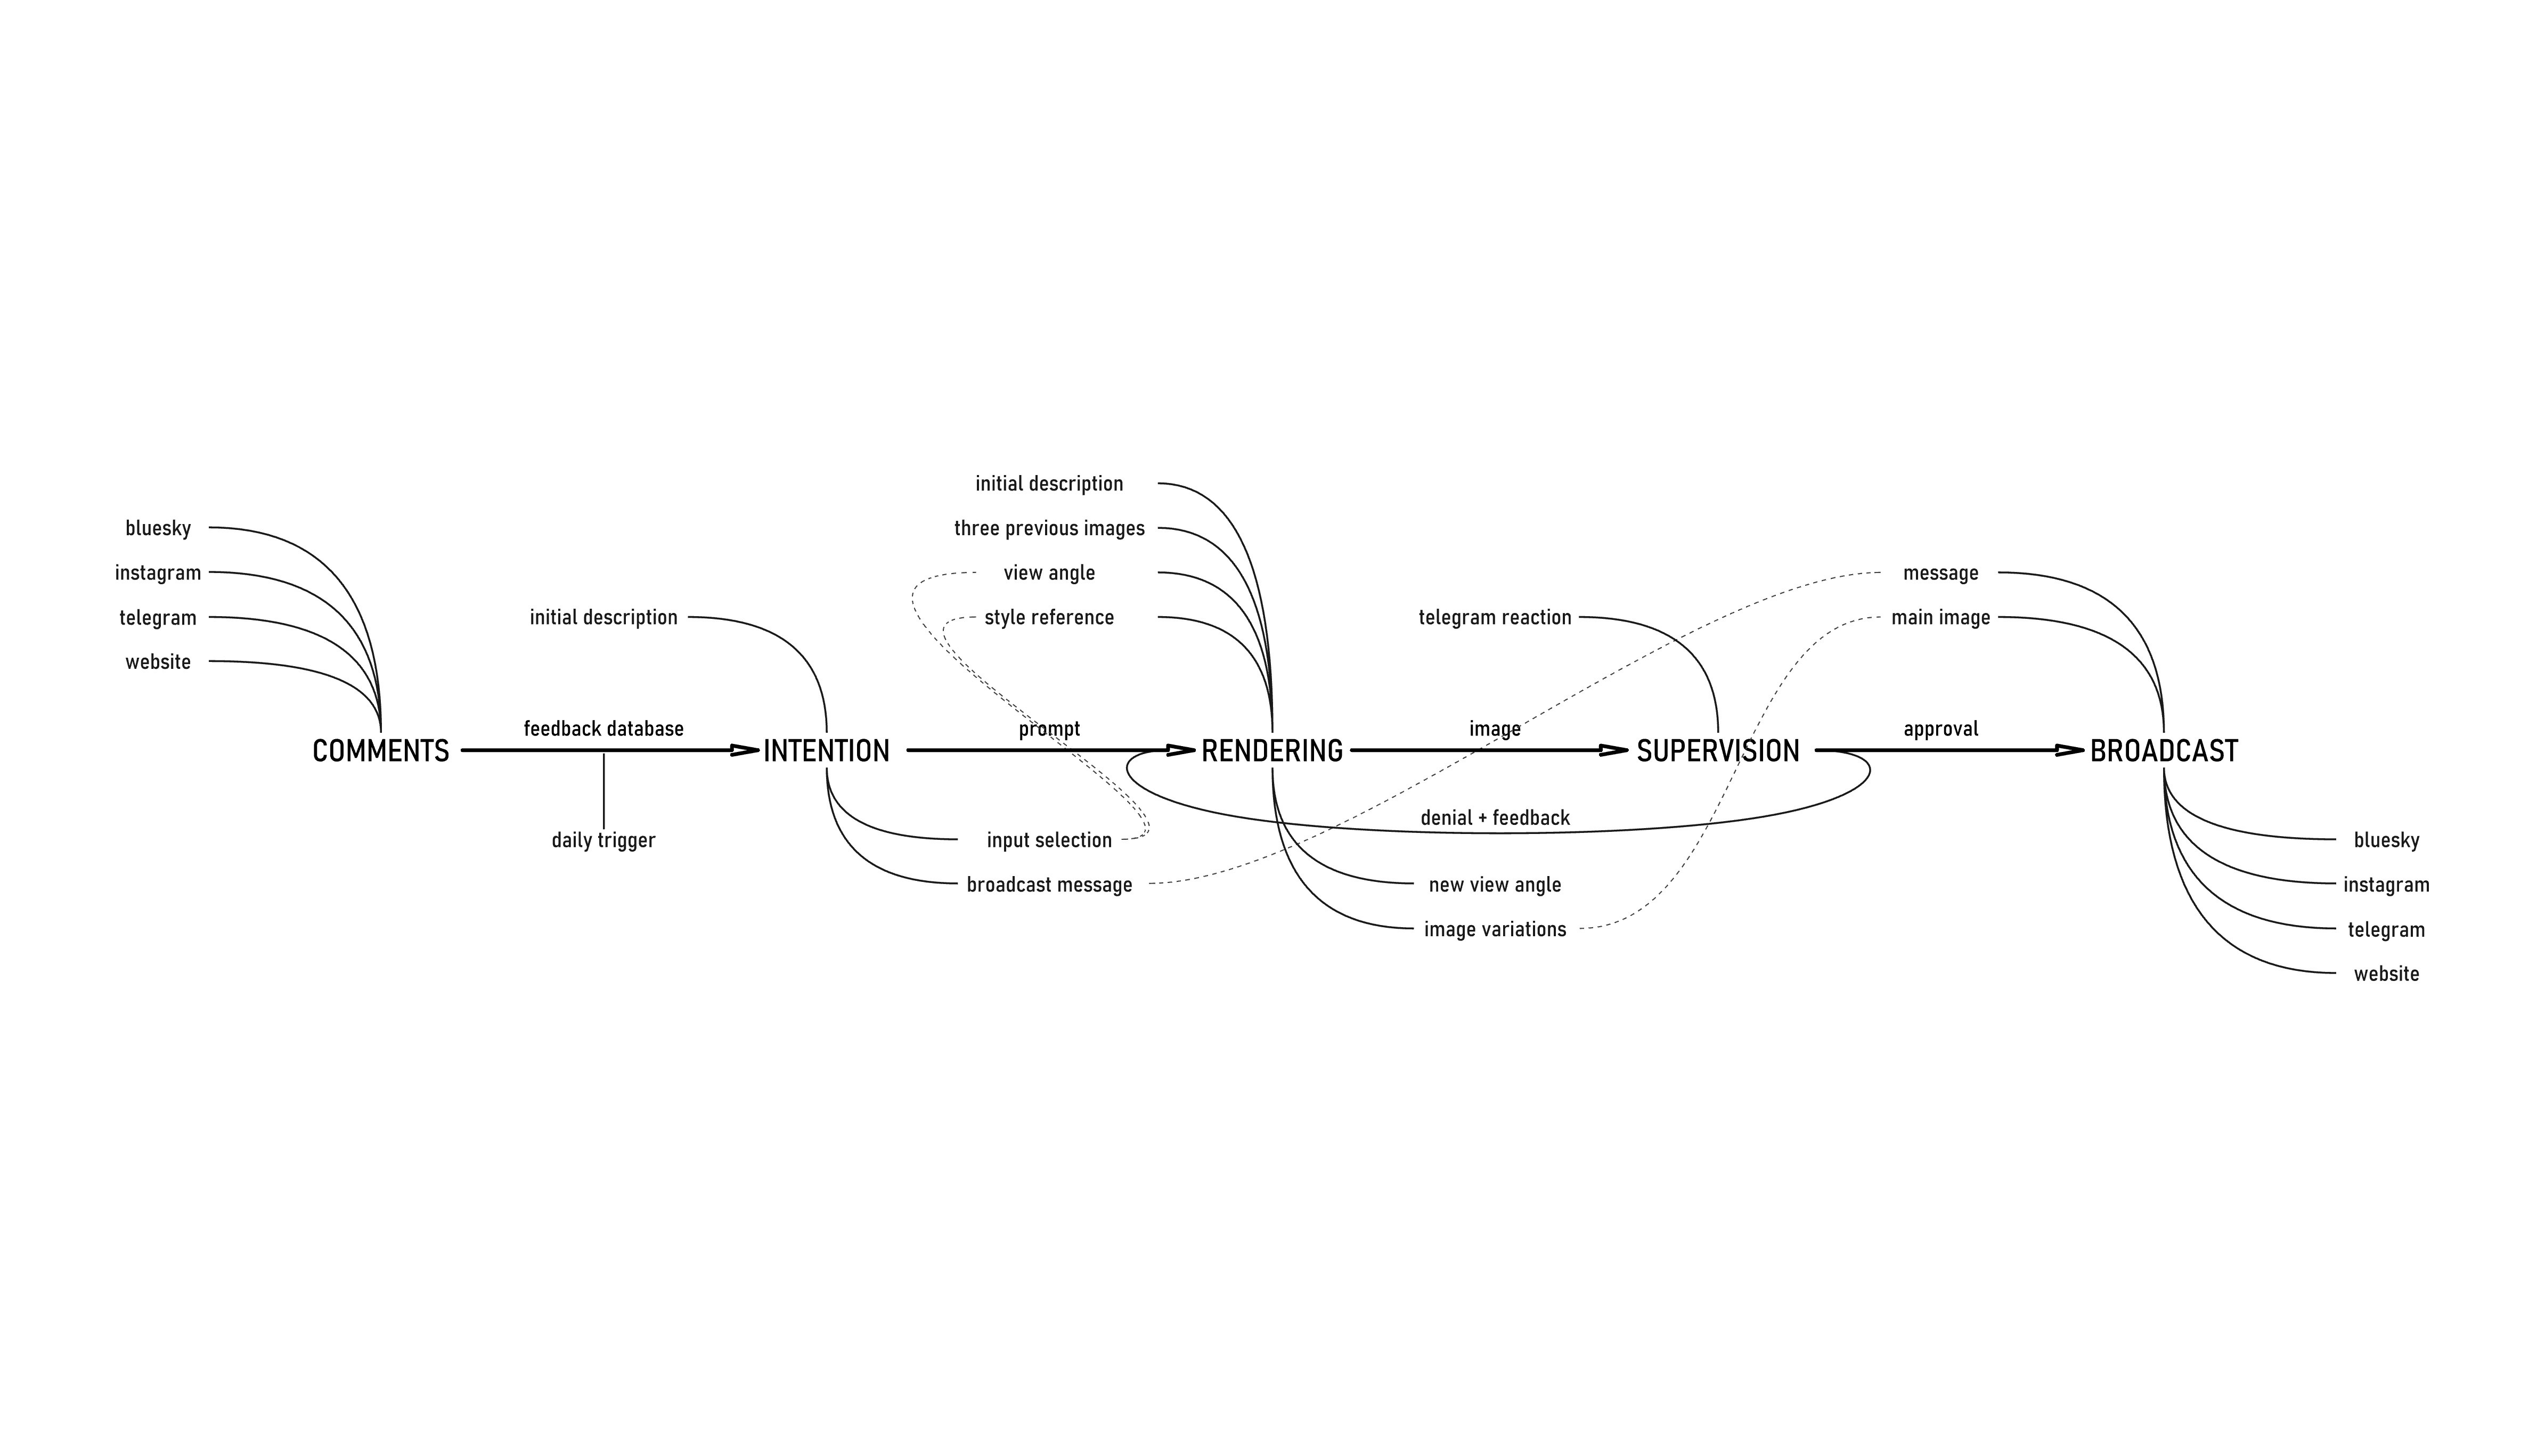 initial description
three previous images
view angle
style reference
bluesky
instagram
telegram
website
initial description
telegram reaction
message
main image
feedback database
prompt
image
approval
COMMENTS
INTENTION
RENDERING
SUPERVISION
BROADCAST
daily trigger
input selection
broadcast message
denial + feedback
new view angle
image variations
bluesky
instagram
telegram
website